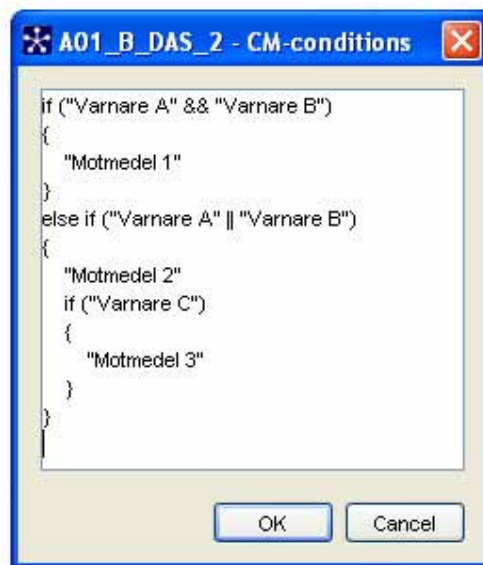 A01_B_DAS_2 - CM-conditions
if ("Varnare A" && "Varnare B")
{
"Motmedel 1"
}
else if ("Varnare A" || "Varnare B")
{
"Motmedel 2"
if ("Varnare C")
{
"Motmedel 3"
}
}
OK Cancel